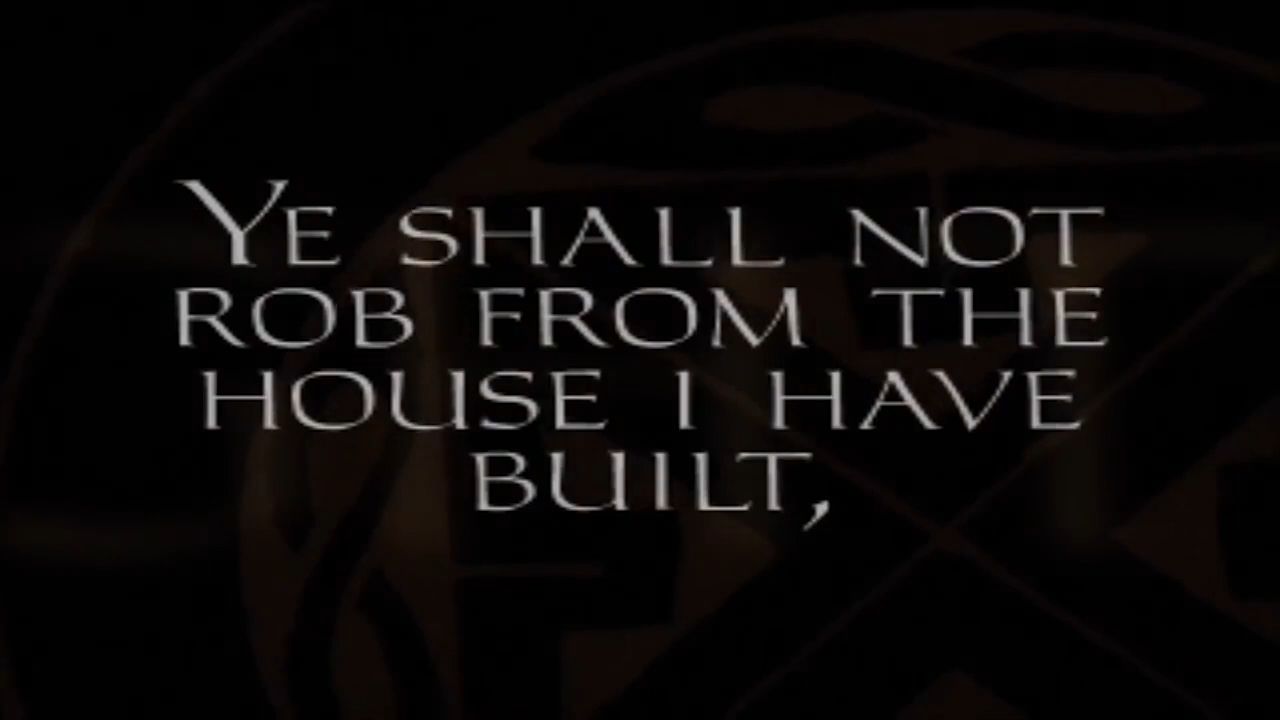 Ye shall not
rob from the
house I have
built,